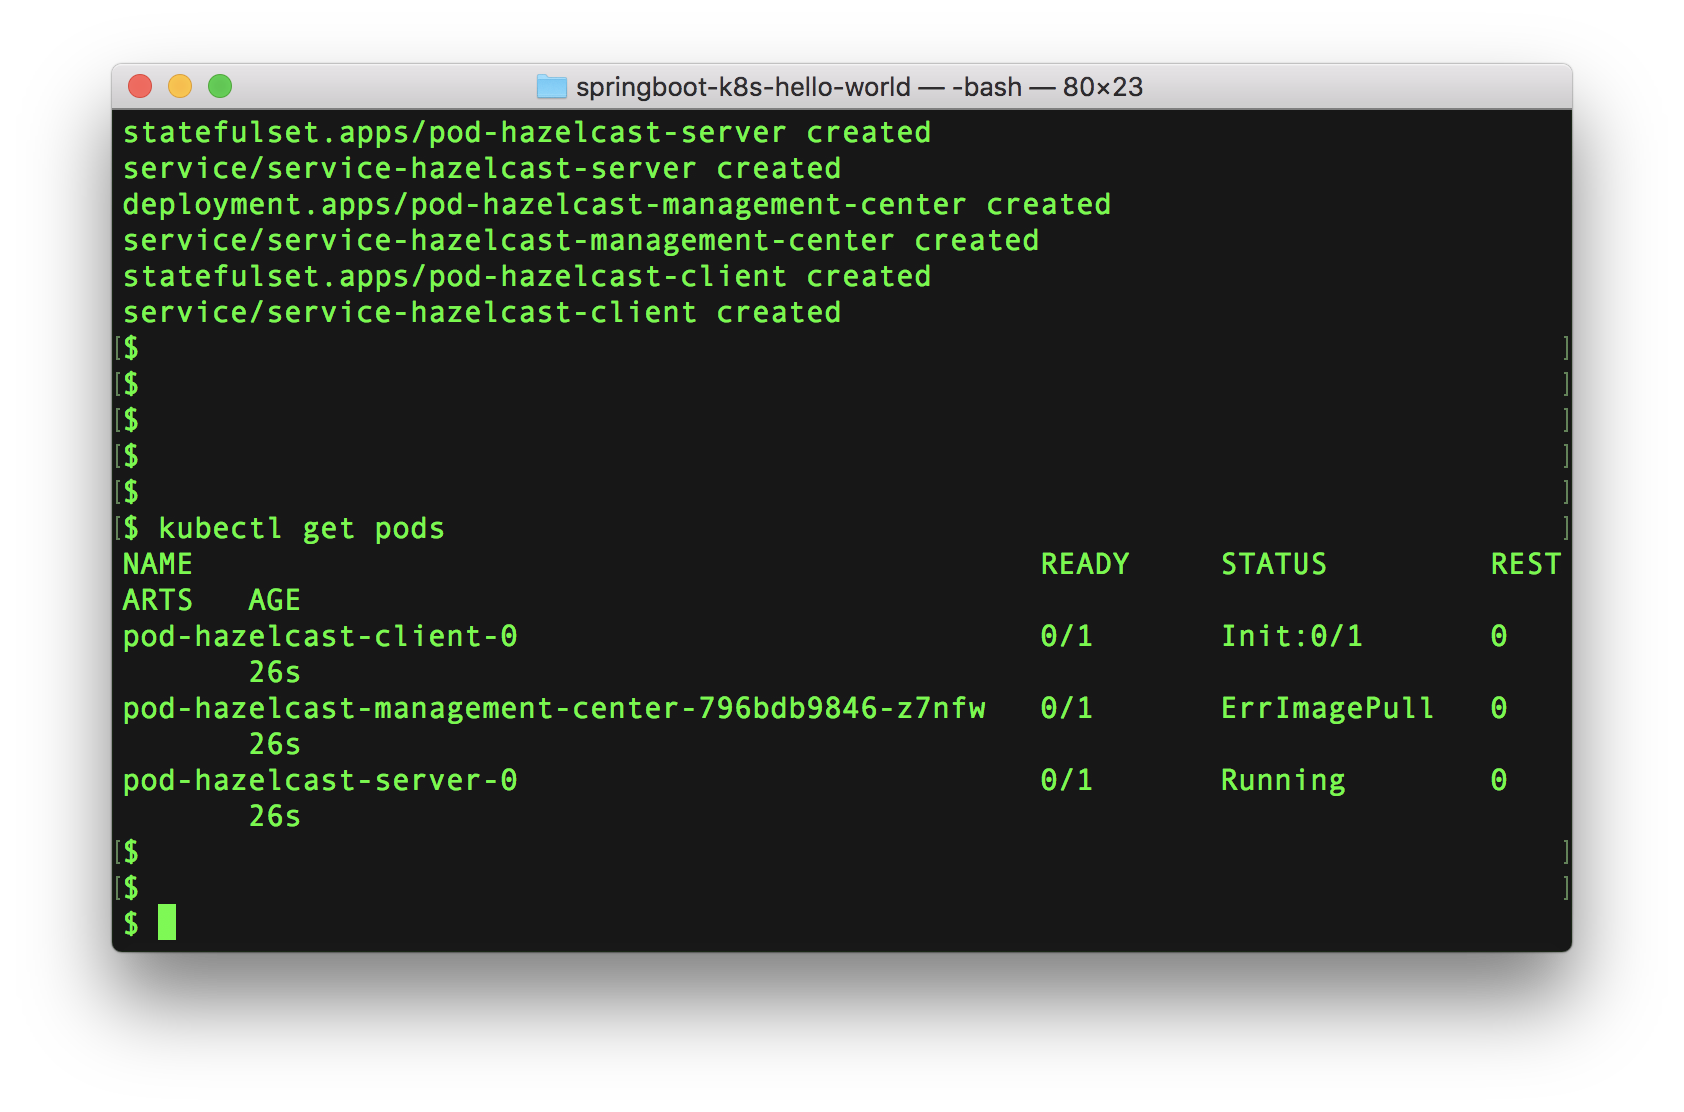 springboot-k8s-hello-world — -bash — 80×23
statefulset.apps/pod-hazelcast-server created
service/service-hazelcast-server created
deployment.apps/pod-hazelcast-management-center created
service/service-hazelcast-management-center created
statefulset.apps/pod-hazelcast-client created
service/service-hazelcast-client created
[$ ]
[$ ]
[$ ]
[$ ]
[$ ]
[$ kubectl get pods ]
NAME READY STATUS REST
ARTS AGE
pod-hazelcast-client-0 0/1 Init:0/1 0
26s
pod-hazelcast-management-center-796bdb9846-z7nfw 0/1 ErrImagePull 0
26s
pod-hazelcast-server-0 0/1 Running 0
26s
[$ ]
[$ ]
$